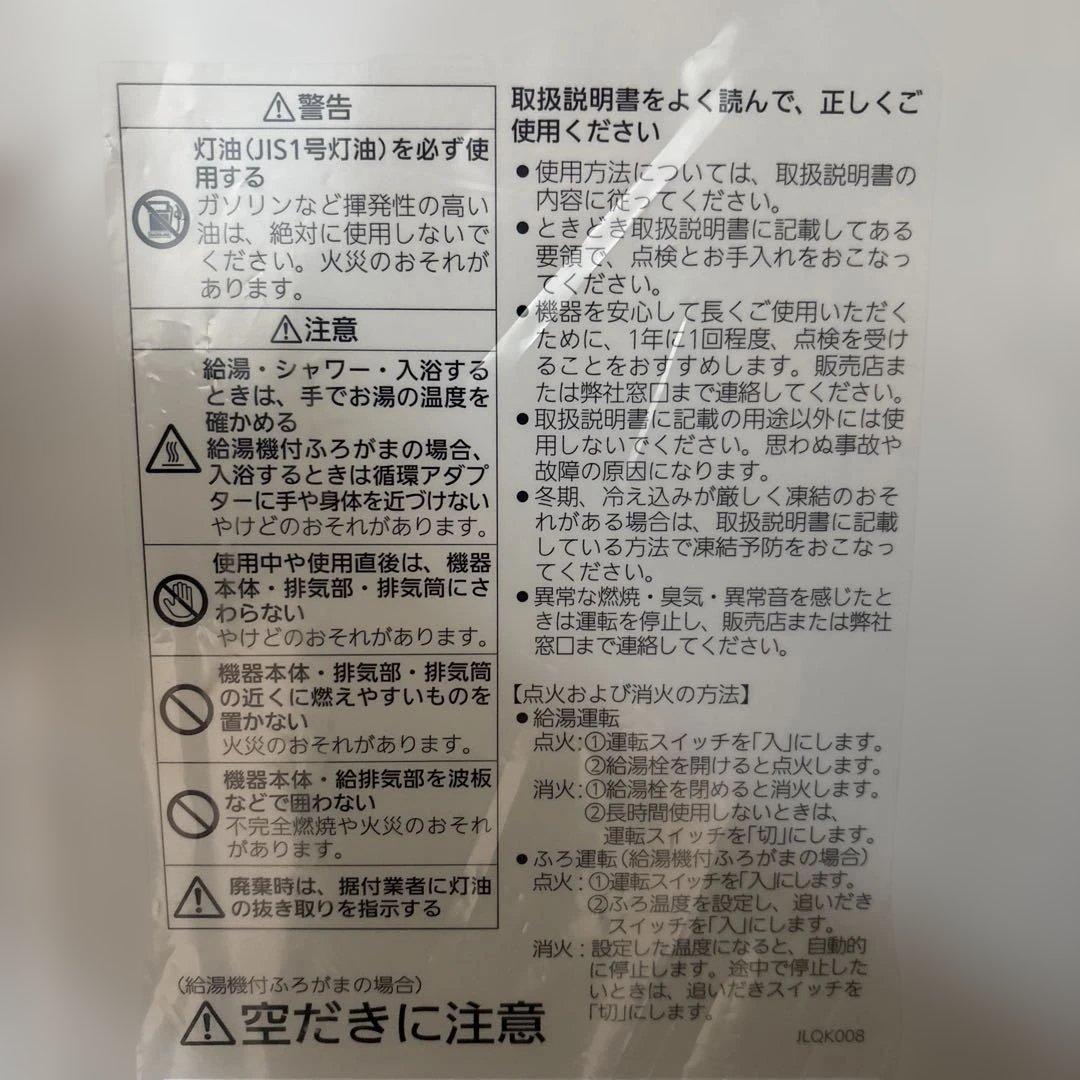 ⚠警告
灯油(JIS1号灯油)を必ず使
用する
ガソリンなど揮発性の高い
油は、絶対に使用しないで
ください。火災のおそれが
あります。
⚠注意
給湯・シャワー・入浴する
ときは、手でお湯の温度を
確かめる
給湯機付ふろがまの場合、
入浴するときは循環アダプ
ターに手や身体を近づけない
やけどのおそれがあります。
使用中や使用直後は、機器
本体・排気部・排気筒にさ
わらない
やけどのおそれがあります。
機器本体・排気部・排気筒
の近くに燃えやすいものを
置かない
火災のおそれがあります。
機器本体・給排気部を波板
などで囲わない
不完全燃焼や火災のおそれ
があります。
廃棄時は、据付業者に灯油
の抜き取りを指示する
(給湯機付ふろがまの場合)
⚠空だきに注意
取扱説明書をよく読んで、正しくご
使用ください
●使用方法については、取扱説明書の
内容に従ってください。
●ときどき取扱説明書に記載してある
要領で、点検とお手入れをおこなっ
てください。
●機器を安心して長くご使用いただく
ために、1年に1回程度、点検を受け
ることをおすすめします。販売店ま
たは弊社窓口まで連絡してください。
●取扱説明書に記載の用途以外には使
用しないでください。思わぬ事故や
故障の原因になります。
●冬期、冷え込みが厳しく凍結のおそ
れがある場合は、取扱説明書に記載
している方法で凍結予防をおこなっ
てください。
●異常な燃焼・臭気・異常音を感じたと
きは運転を停止し、販売店または弊社
窓口まで連絡してください。
【点火および消火の方法】
●給湯運転
点火:①運転スイッチを「入」にします。
②給湯栓を開けると点火します。
消火:①給湯栓を閉めると消火します。
②長時間使用しないときは、
運転スイッチを「切」にします。
●ふろ運転(給湯機付ふろがまの場合)
点火:①運転スイッチを「入」にします。
②ふろ温度を設定し、追いだき
スイッチを「入」にします。
消火:設定した温度になると、自動的
に停止します。途中で停止した
いときは、追いだきスイッチを
「切」にします。
JLQK008